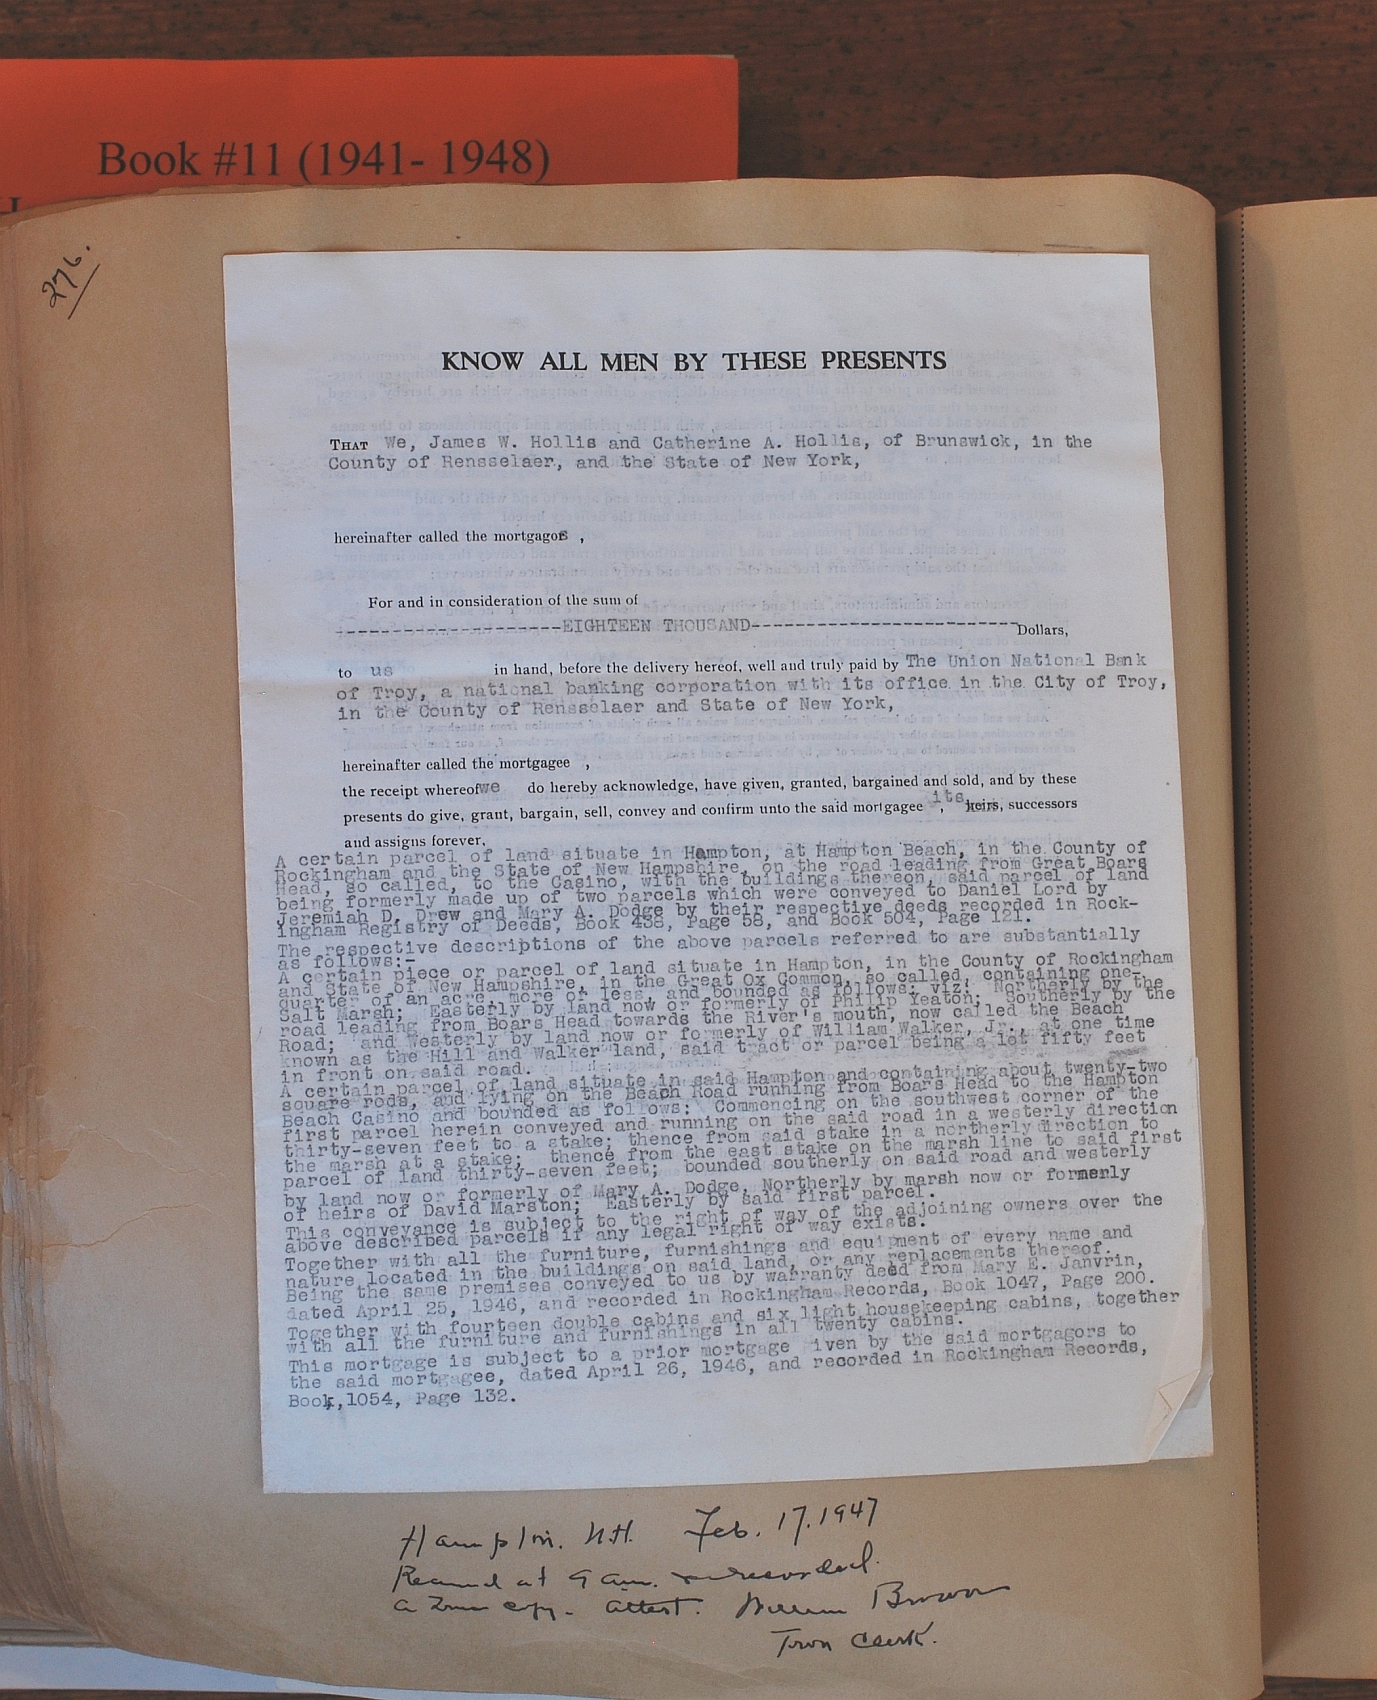 Book #11 (1941- 1948)
276.
KNOW ALL MEN BY THESE PRESENTS
THAT We, James W. Hollis and Catherine A. Hollis, of Brunswick, in the
County of Rensselaer, and the State of New York,
hereinafter called the mortgagors ,
For and in consideration of the sum of
--------------------EIGHTEEN THOUSAND------------------------Dollars,
to us in hand, before the delivery hereof, well and truly paid by The Union National Bank
of Troy, a national banking corporation with its office in the City of Troy,
in the County of Rensselaer and State of New York,
hereinafter called the mortgagee ,
the receipt whereof we do hereby acknowledge, have given, granted, bargained and sold, and by these
presents do give, grant, bargain, sell, convey and confirm unto the said mortgagee , its heirs, successors
and assigns forever,
A certain parcel of land situate in Hampton, at Hampton Beach, in the County of
Rockingham and the State of New Hampshire, on the road leading from Great Boars
Head, so called, to the Casino, with the buildings thereon, said parcel of land
being formerly made up of two parcels which were conveyed to Daniel Lord by
Jeremiah D. Drew and Mary A. Dodge by their respective deeds recorded in Rock-
ingham Registry of Deeds, Book 438, Page 58, and Book 504, Page 121.
The respective descriptions of the above parcels referred to are substantially
as follows:-
A certain piece or parcel of land situate in Hampton, in the County of Rockingham
and State of New Hampshire, in the Great Ox Common, so called, containing one-
quarter of an acre, more or less, and bounded as follows: viz: Northerly by the
Salt Marsh; Easterly by land now or formerly of Philip Yeaton; Southerly by the
road leading from Boars Head towards the River's mouth, now called the Beach
Road; and Westerly by land now or formerly of William Walker, Jr., at one time
known as the Hill and Walker land, said tract or parcel being a lot fifty feet
in front on said road.
A certain parcel of land situate in said Hampton and containing about twenty-two
square rods, and lying on the Beach Road running from Boars Head to the Hampton
Beach Casino and bounded as follows: Commencing on the southwest corner of the
first parcel herein conveyed and running on the said road in a westerly direction
thirty-seven feet to a stake; thence from said stake in a northerly direction to
the marsh at a stake; thence from the east stake on the marsh line to said first
parcel of land thirty-seven feet; bounded southerly on said road and westerly
by land now or formerly of Mary A. Dodge, Northerly by marsh now or formerly
of heirs of David Marston; Easterly by said first parcel.
This conveyance is subject to the right of way of the adjoining owners over the
above described parcels if any legal right of way exists.
Together with all the furniture, furnishings and equipment of every name and
nature located in the buildings on said land, or any replacements thereof.
Being the same premises conveyed to us by warranty deed from Mary E. Janvrin,
dated April 25, 1946, and recorded in Rockingham Records, Book 1047, Page 200.
Together with fourteen double cabins and six light housekeeping cabins, together
with all the furniture and furnishings in all twenty cabins.
This mortgage is subject to a prior mortgage iven by the said mortgagors to
the said mortgagee, dated April 26, 1946, and recorded in Rockingham Records,
Book,1054, Page 132.
Hampton. N.H. Feb. 17. 1947
Received at 9 am. & recorded.
a True copy - Attest. William Brown
Town Clerk.